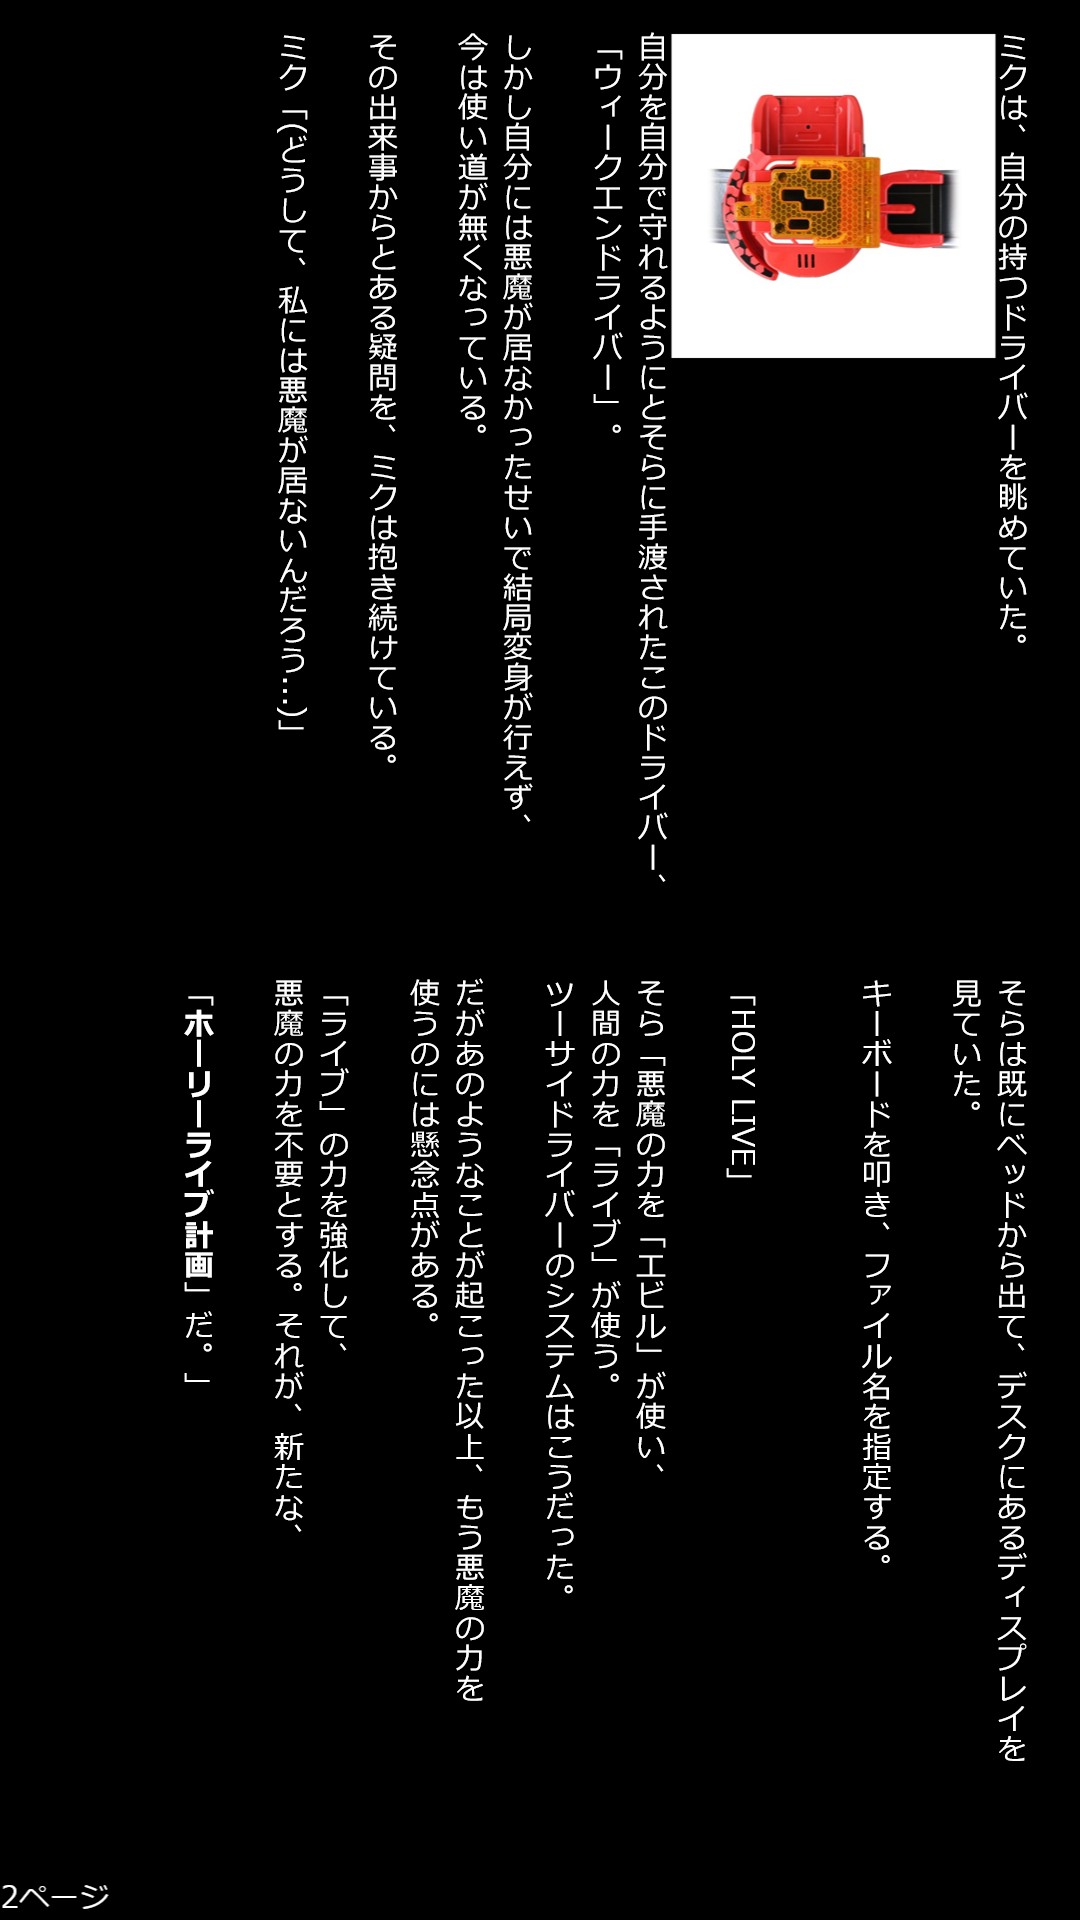 ミクは、自分の持つドライバーを眺めていた。
自分を自分で守れるようにとそらに手渡されたこのドライバー、
「ウィークエンドライバー」。
しかし自分には悪魔が居なかったせいで結局変身が行えず、
今は使い道が無くなっている。
その出来事からとある疑問を、ミクは抱き続けている。
ミク「(どうして、私には悪魔が居ないんだろう…)」
そらは既にベッドから出て、デスクにあるディスプレイを
見ていた。
キーボードを叩き、ファイル名を指定する。
「HOLY LIVE」
そら「悪魔の力を「エビル」が使い、
人間の力を「ライブ」が使う。
ツーサイドライバーのシステムはこうだった。
だがあのようなことが起こった以上、もう悪魔の力を
使うのには懸念点がある。
「ライブ」の力を強化して、
悪魔の力を不要とする。それが、新たな、
「ホーリーライブ計画」だ。」
2ページ